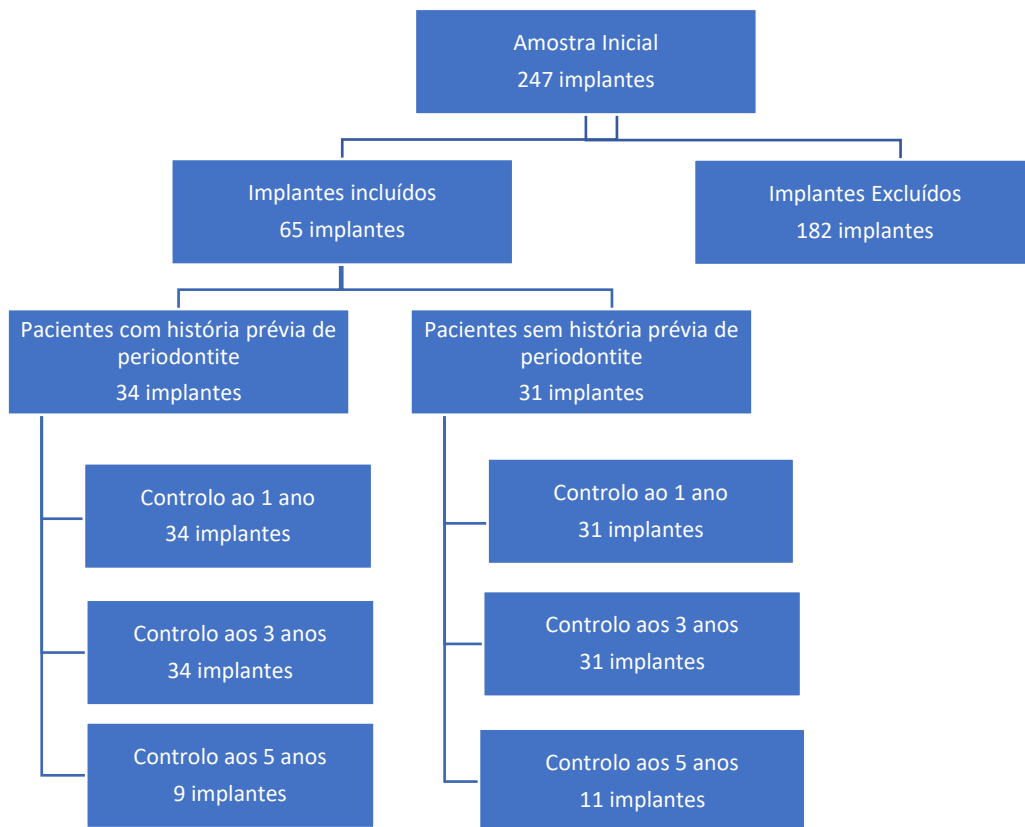 Amostra Inicial
247 implantes
Implantes incluídos
65 implantes
Implantes Excluídos
182 implantes
Pacientes com história prévia de
periodontite
34 implantes
Pacientes sem história prévia de
periodontite
31 implantes
Controlo ao 1 ano
34 implantes
Controlo ao 1 ano
31 implantes
Controlo aos 3 anos
34 implantes
Controlo aos 3 anos
31 implantes
Controlo aos 5 anos
9 implantes
Controlo aos 5 anos
11 implantes